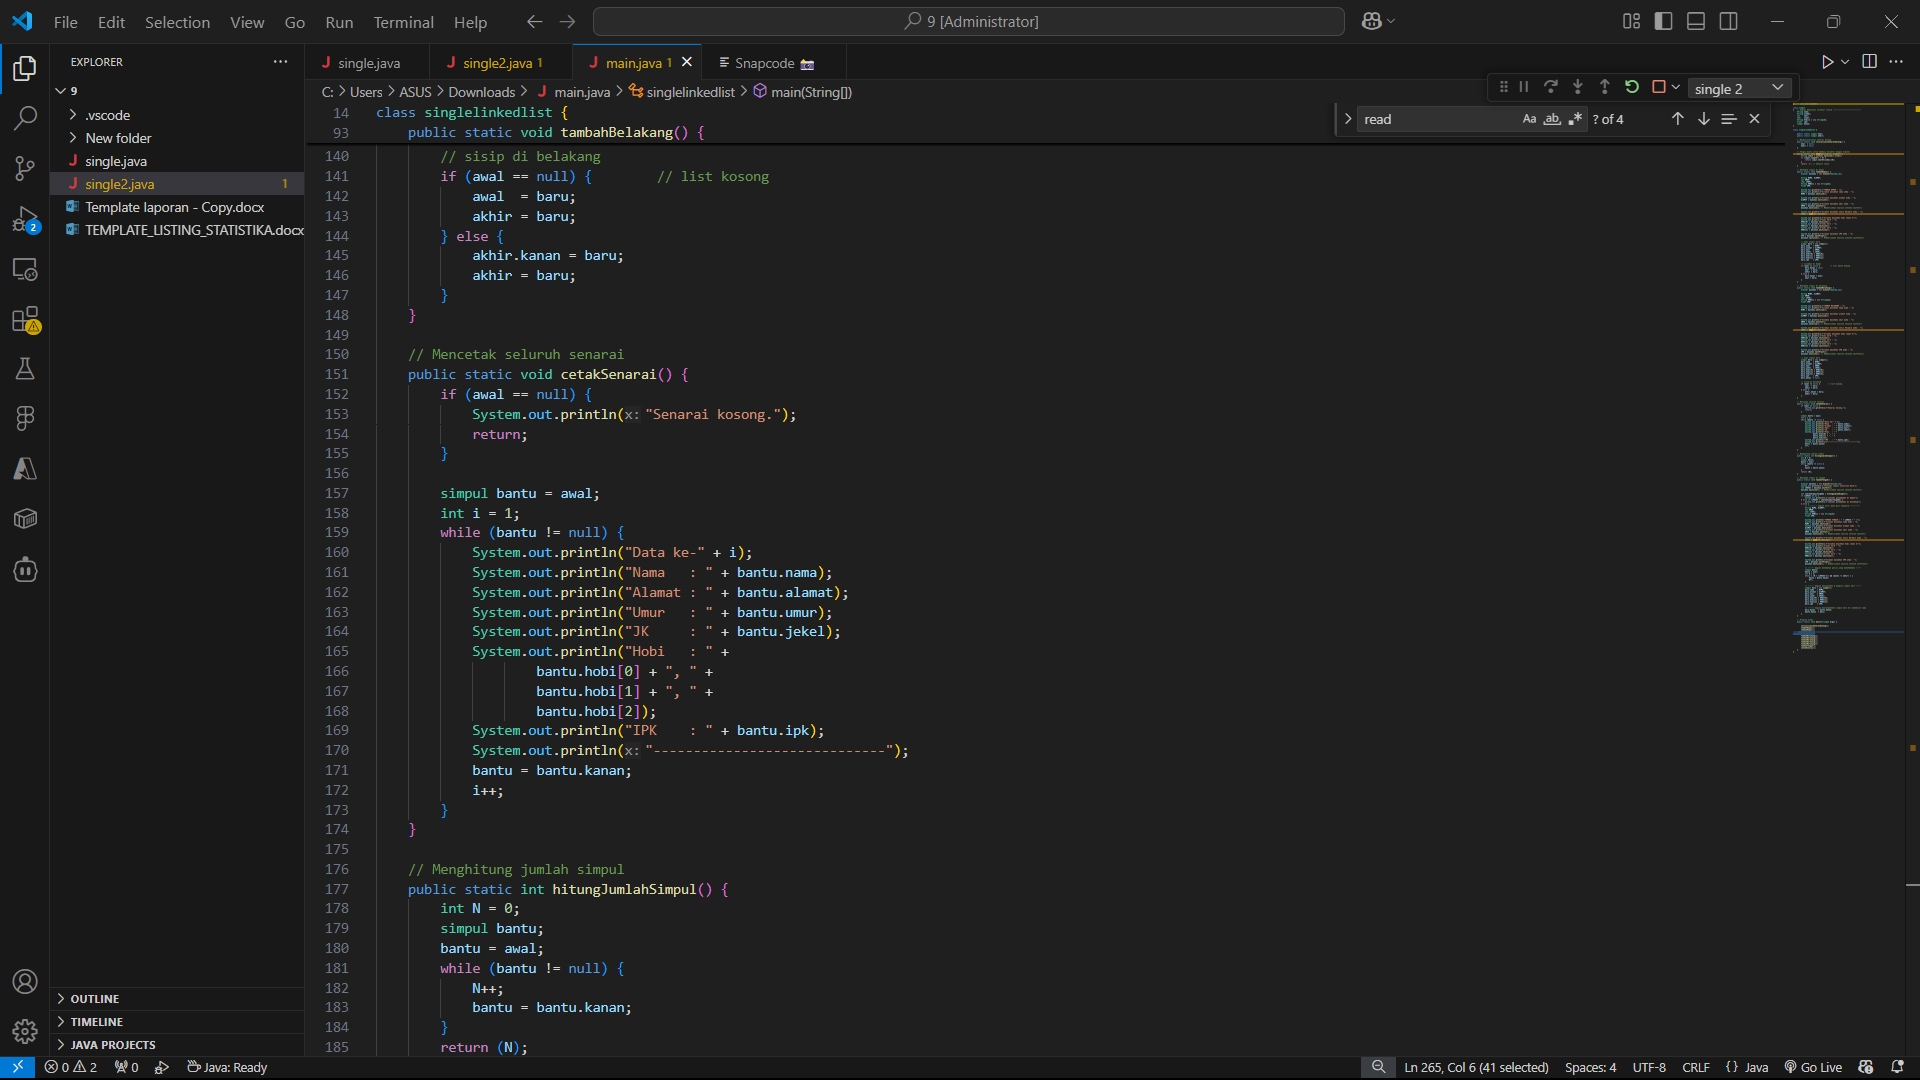 File Edit Selection View Go Run Terminal Help
9 [Administrator]
EXPLORER
9
.vscode
New folder
single.java
single2.java 1
Template laporan - Copy.docx
TEMPLATE_LISTING_STATISTIKA.docx
OUTLINE
TIMELINE
JAVA PROJECTS
single.java
single2.java 1
main.java 1
Snapcode
C: > Users > ASUS > Downloads > main.java > singlelinkedlist > main(String[])
single 2
read
Aa ab .* ? of 4
14 class singlelinkedlist {
93 public static void tambahBelakang() {
140 // sisip di belakang
141 if (awal == null) { // list kosong
142 awal  = baru;
143 akhir = baru;
144 } else {
145 akhir.kanan = baru;
146 akhir = baru;
147 }
148 }
149
150 // Mencetak seluruh senarai
151 public static void cetakSenarai() {
152 if (awal == null) {
153 System.out.println(x: "Senarai kosong.");
154 return;
155 }
156
157 simpul bantu = awal;
158 int i = 1;
159 while (bantu != null) {
160 System.out.println("Data ke-" + i);
161 System.out.println("Nama   : " + bantu.nama);
162 System.out.println("Alamat : " + bantu.alamat);
163 System.out.println("Umur   : " + bantu.umur);
164 System.out.println("JK     : " + bantu.jekel);
165 System.out.println("Hobi   : " +
166 bantu.hobi[0] + ", " +
167 bantu.hobi[1] + ", " +
168 bantu.hobi[2]);
169 System.out.println("IPK    : " + bantu.ipk);
170 System.out.println(x: "-----------------------------");
171 bantu = bantu.kanan;
172 i++;
173 }
174 }
175
176 // Menghitung jumlah simpul
177 public static int hitungJumlahSimpul() {
178 int N = 0;
179 simpul bantu;
180 bantu = awal;
181 while (bantu != null) {
182 N++;
183 bantu = bantu.kanan;
184 }
185 return (N);
2
0 2 0 Java: Ready
Ln 265, Col 6 (41 selected) Spaces: 4 UTF-8 CRLF {} Java Go Live